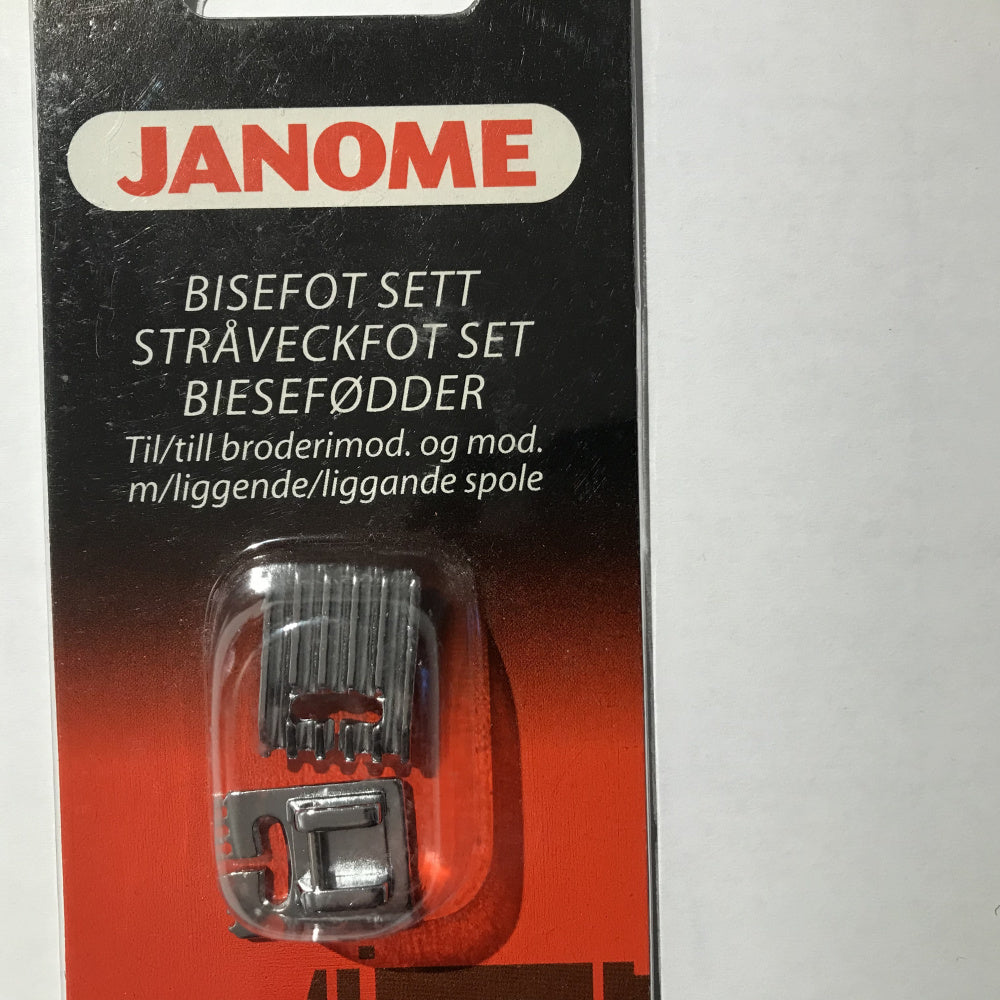 JANOME
BISEFOT SETT
STRÅVECKFOT SET
BIESEFØDDER
Til/till broderimod. og mod.
m/liggende/liggande spole